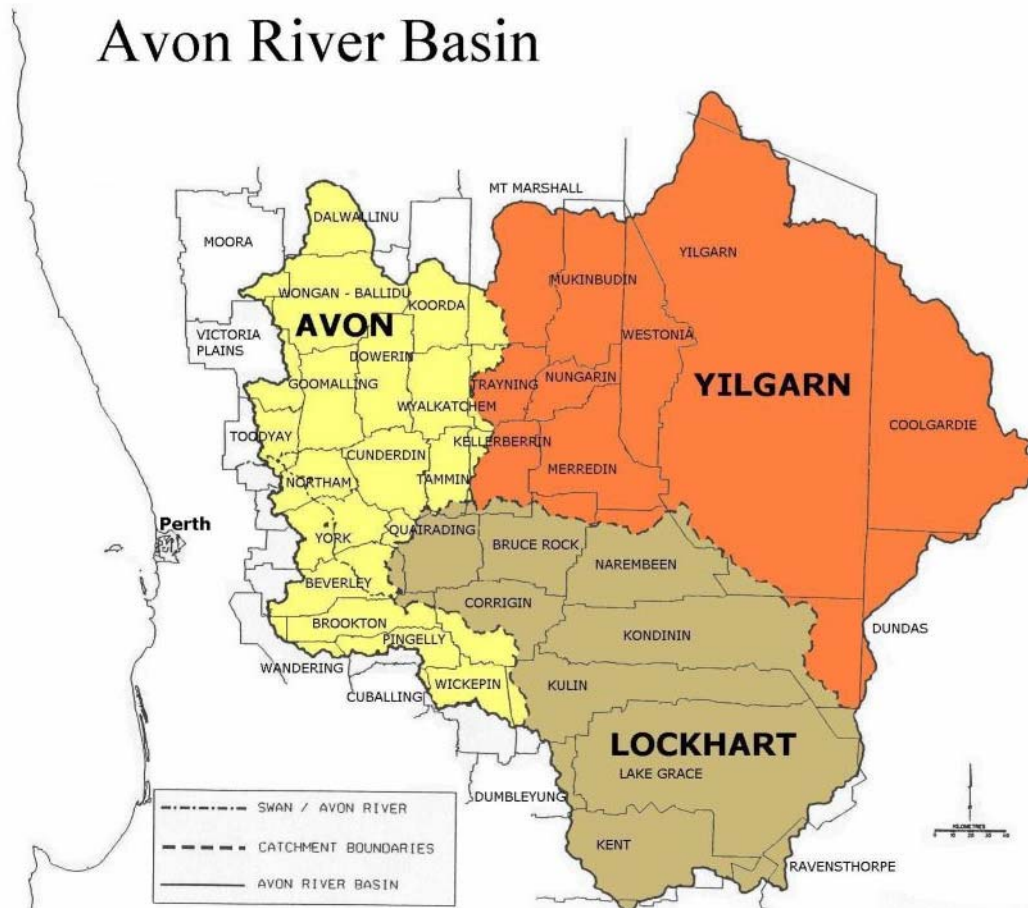 Avon River Basin
MT MARSHALL
DALWALLINU
MOORA
YILGARN
MUKINBUDIN
WONGAN - BALLIDU
KOORDA
AVON
VICTORIA
PLAINS
WESTONIA
DOWERIN
GOOMALLING
TRAYNING
NUNGARIN
YILGARN
WYALKATCHEM
COOLGARDIE
TOODYAY
KELLERBERRIN
CUNDERDIN
MERREDIN
NORTHAM
TAMMIN
Perth
YORK
QUAIRADING
BRUCE ROCK
NAREMBEEN
BEVERLEY
CORRIGIN
BROOKTON
KONDININ
DUNDAS
PINGELLY
WANDERING
WICKEPIN
KULIN
CUBALLING
LOCKHART
LAKE GRACE
DUMBLEYUNG
KENT
RAVENSTHORPE
SWAN / AVON RIVER
CATCHMENT BOUNDARIES
AVON RIVER BASIN
KILOMETRES